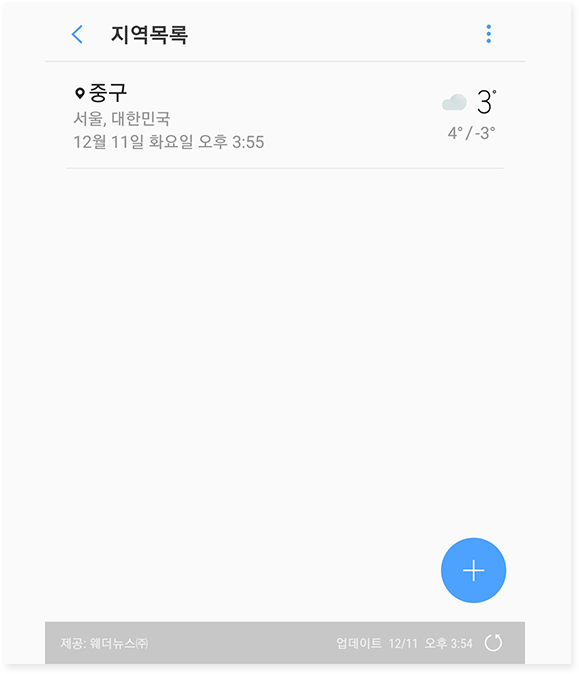 지역목록
중구
3°
서울, 대한민국
4° / -3°
12월 11일 화요일 오후 3:55
제공: 웨더뉴스㈜
업데이트 12/11 오후 3:54